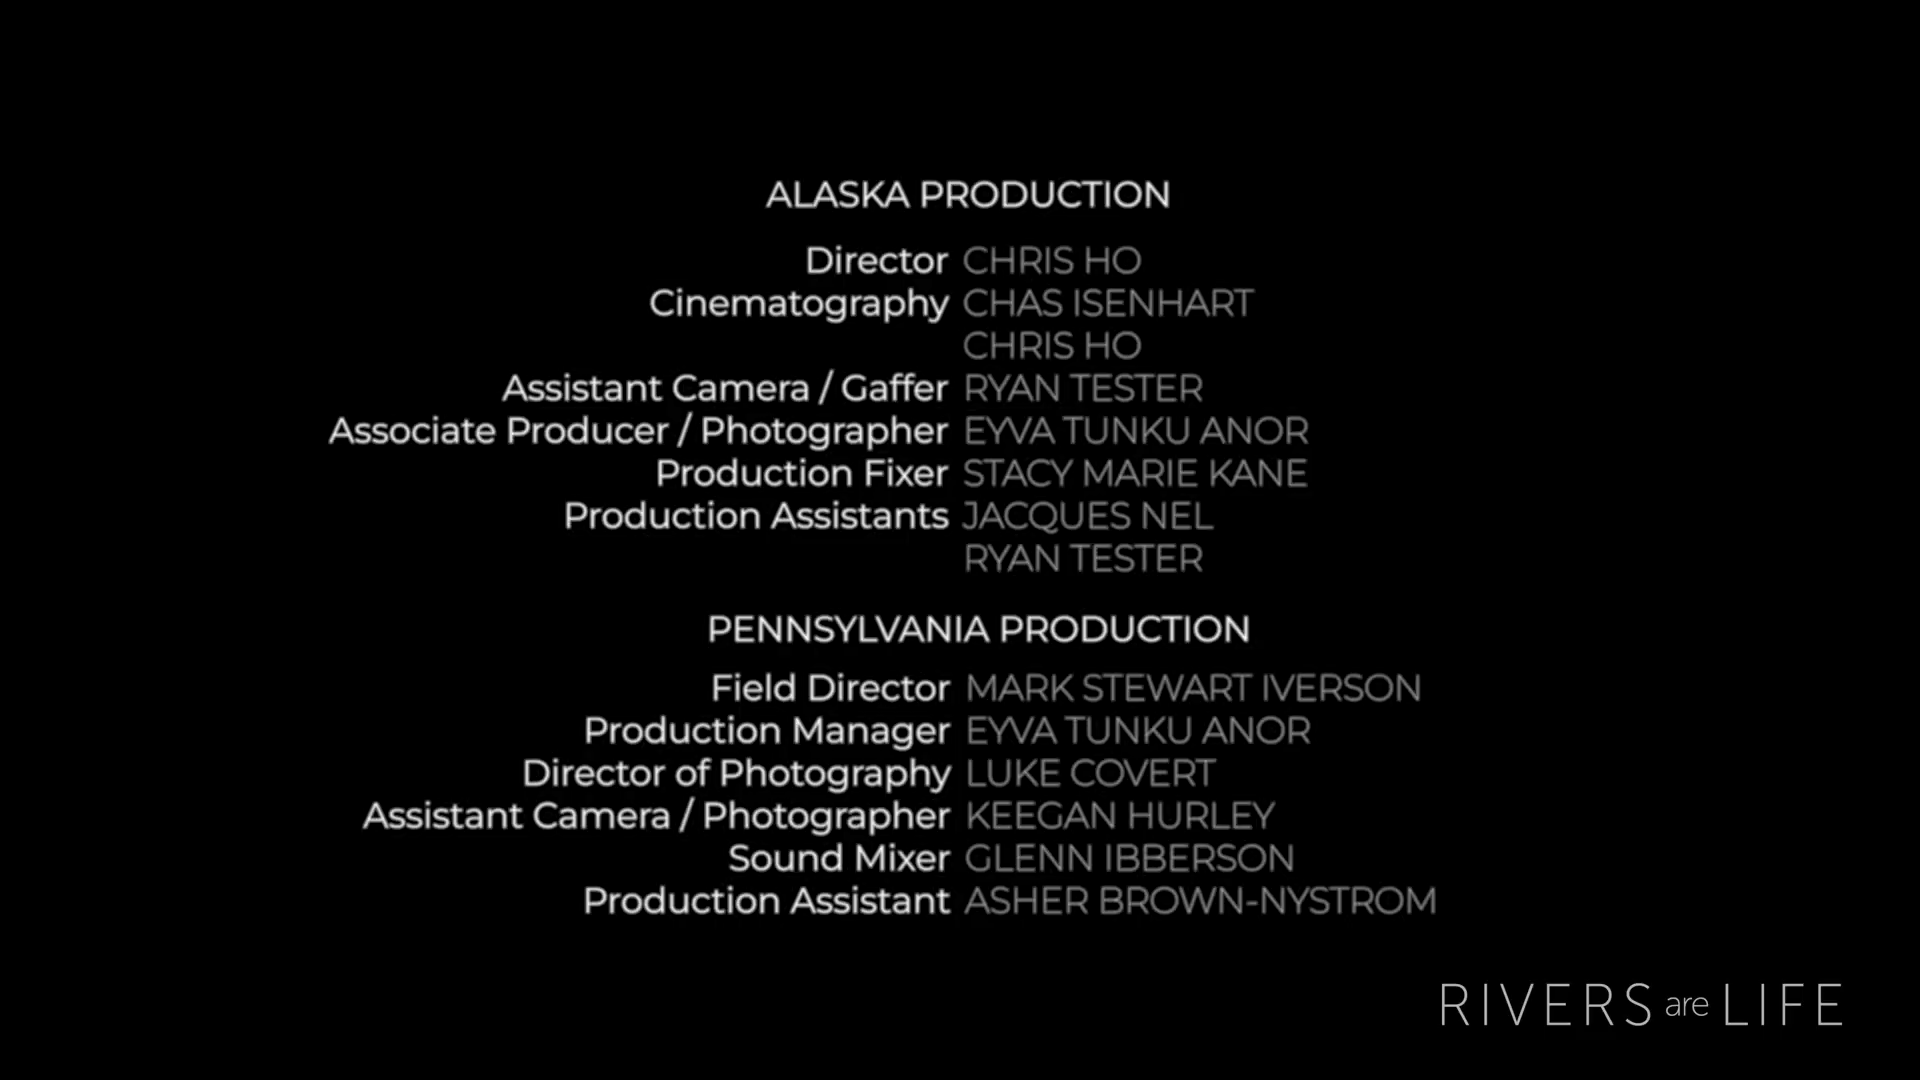 ALASKA PRODUCTION
Director CHRIS HO
Cinematography CHAS ISENHART
CHRIS HO
Assistant Camera / Gaffer RYAN TESTER
Associate Producer / Photographer EYVA TUNKU ANOR
Production Fixer STACY MARIE KANE
Production Assistants JACQUES NEL
RYAN TESTER
PENNSYLVANIA PRODUCTION
Field Director MARK STEWART IVERSON
Production Manager EYVA TUNKU ANOR
Director of Photography LUKE COVERT
Assistant Camera / Photographer KEEGAN HURLEY
Sound Mixer GLENN IBBERSON
Production Assistant ASHER BROWN-NYSTROM
RIVERS are LIFE